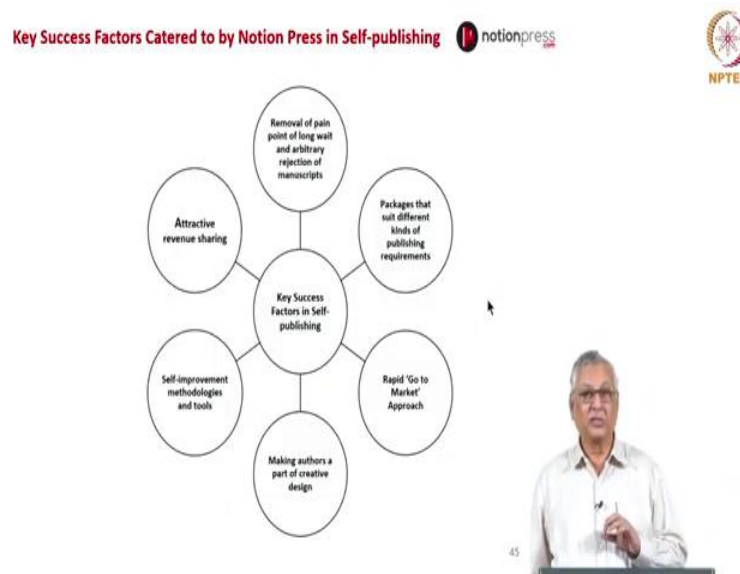 Key Success Factors Catered to by Notion Press in Self-publishing
notionpress
.com
NPTE
Removal of pain
point of long wait
and arbitrary
rejection of
manuscripts
Attractive
revenue sharing
Packages that
suit different
kinds of
publishing
requirements
Key Success
Factors in Self-
publishing
Self-improvement
methodologies
and tools
Rapid 'Go to
Market'
Approach
Making authors a
part of creative
design
45